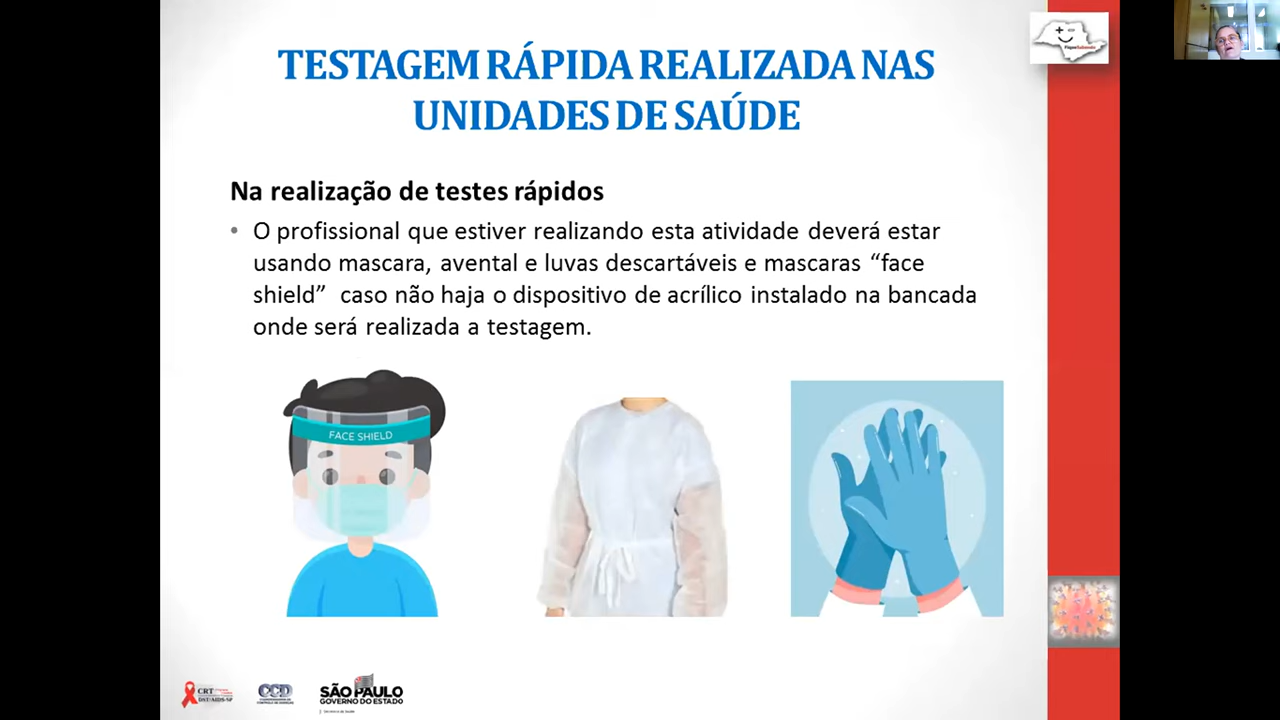 TESTAGEM RÁPIDA REALIZADA NAS
UNIDADES DE SAÚDE
FiqueSabendo
Na realização de testes rápidos
• O profissional que estiver realizando esta atividade deverá estar
usando mascara, avental e luvas descartáveis e mascaras “face
shield” caso não haja o dispositivo de acrílico instalado na bancada
onde será realizada a testagem.
FACE SHIELD
CRT
DST/AIDS-SP
CCD
SÃO PAULO
GOVERNO DO ESTADO